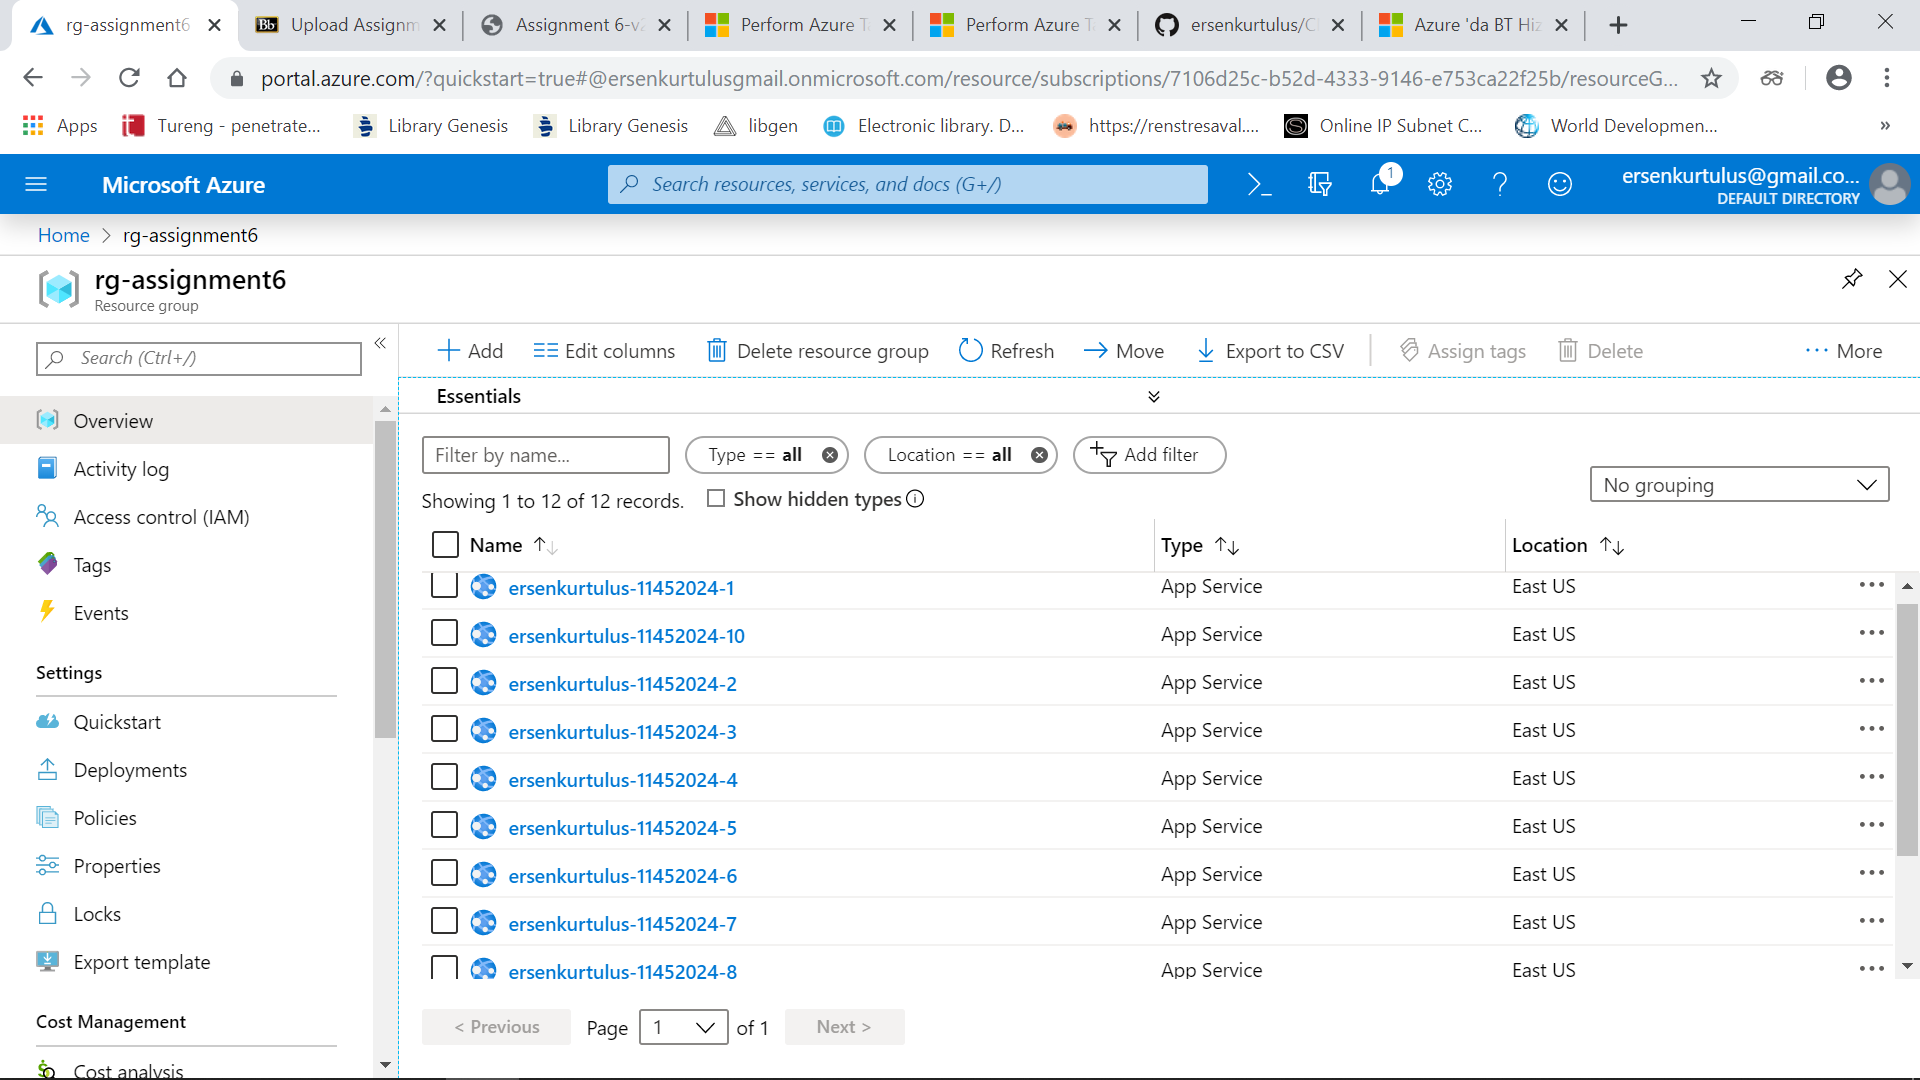 rg-assignment6
Upload Assignm
Assignment 6-v2
Perform Azure Ta
Perform Azure Ta
ersenkurtulus/Cl
Azure 'da BT Hiz
portal.azure.com/?quickstart=true#@ersenkurtulusgmail.onmicrosoft.com/resource/subscriptions/7106d25c-b52d-4333-9146-e753ca22f25b/resourceG...
Apps
Tureng - penetrate...
Library Genesis
Library Genesis
libgen
Electronic library. D...
https://renstresaval....
Online IP Subnet C...
World Developmen...
»
Microsoft Azure
Search resources, services, and docs (G+/)
1
ersenkurtulus@gmail.co...
DEFAULT DIRECTORY
Home > rg-assignment6
rg-assignment6
Resource group
Search (Ctrl+/)
Add
Edit columns
Delete resource group
Refresh
Move
Export to CSV
Assign tags
Delete
More
Essentials
Overview
Activity log
Access control (IAM)
Tags
Events
Settings
Quickstart
Deployments
Policies
Properties
Locks
Export template
Cost Management
Cost analysis
Filter by name...
Type == all
Location == all
Add filter
Showing 1 to 12 of 12 records.
Show hidden types
No grouping
Name
Type
Location
ersenkurtulus-11452024-1 App Service East US
ersenkurtulus-11452024-10 App Service East US
ersenkurtulus-11452024-2 App Service East US
ersenkurtulus-11452024-3 App Service East US
ersenkurtulus-11452024-4 App Service East US
ersenkurtulus-11452024-5 App Service East US
ersenkurtulus-11452024-6 App Service East US
ersenkurtulus-11452024-7 App Service East US
ersenkurtulus-11452024-8 App Service East US
< Previous
Page 1 of 1
Next >